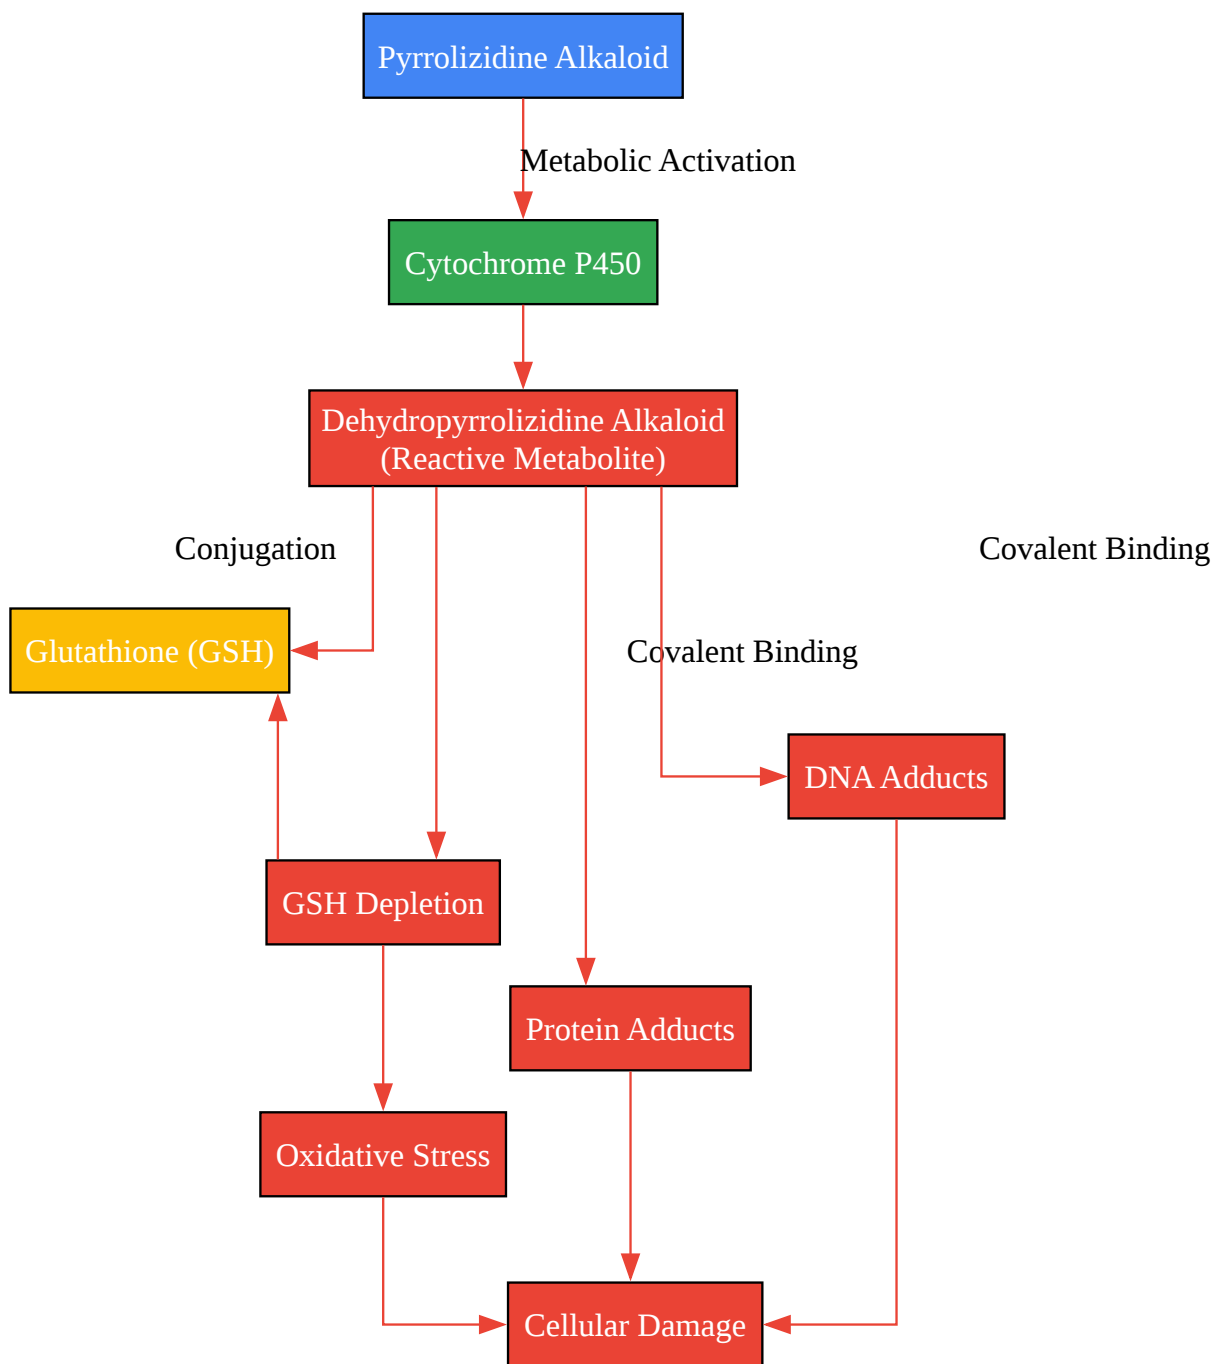 Pyrrolizidine Alkaloid
Metabolic Activation
Cytochrome P450
Dehydropyrrolizidine Alkaloid
(Reactive Metabolite)
Conjugation
Covalent Binding
Glutathione (GSH)
Covalent Binding
DNA Adducts
GSH Depletion
Protein Adducts
Oxidative Stress
Cellular Damage